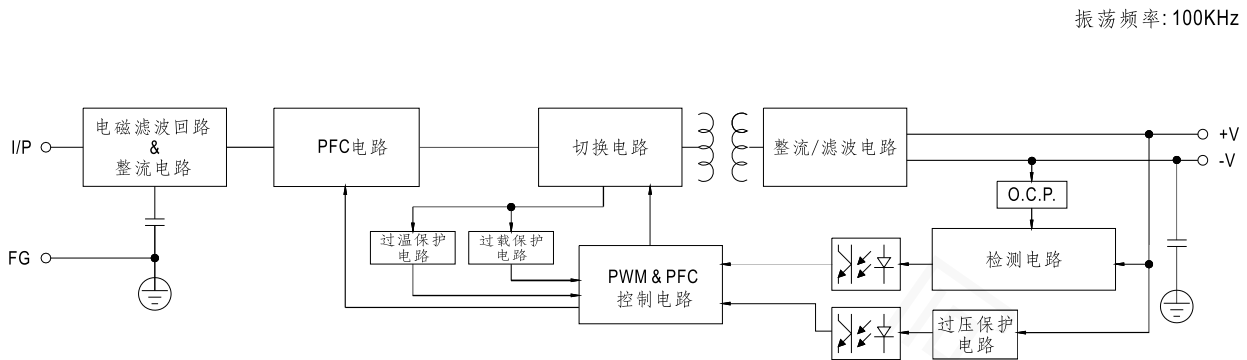 振荡频率: 100KHz
I/P
电磁滤波回路
&
整流电路
PFC电路
切换电路
整流/滤波电路
+V
-V
O.C.P.
FG
过温保护
电路
过载保护
电路
PWM & PFC
控制电路
检测电路
过压保护
电路